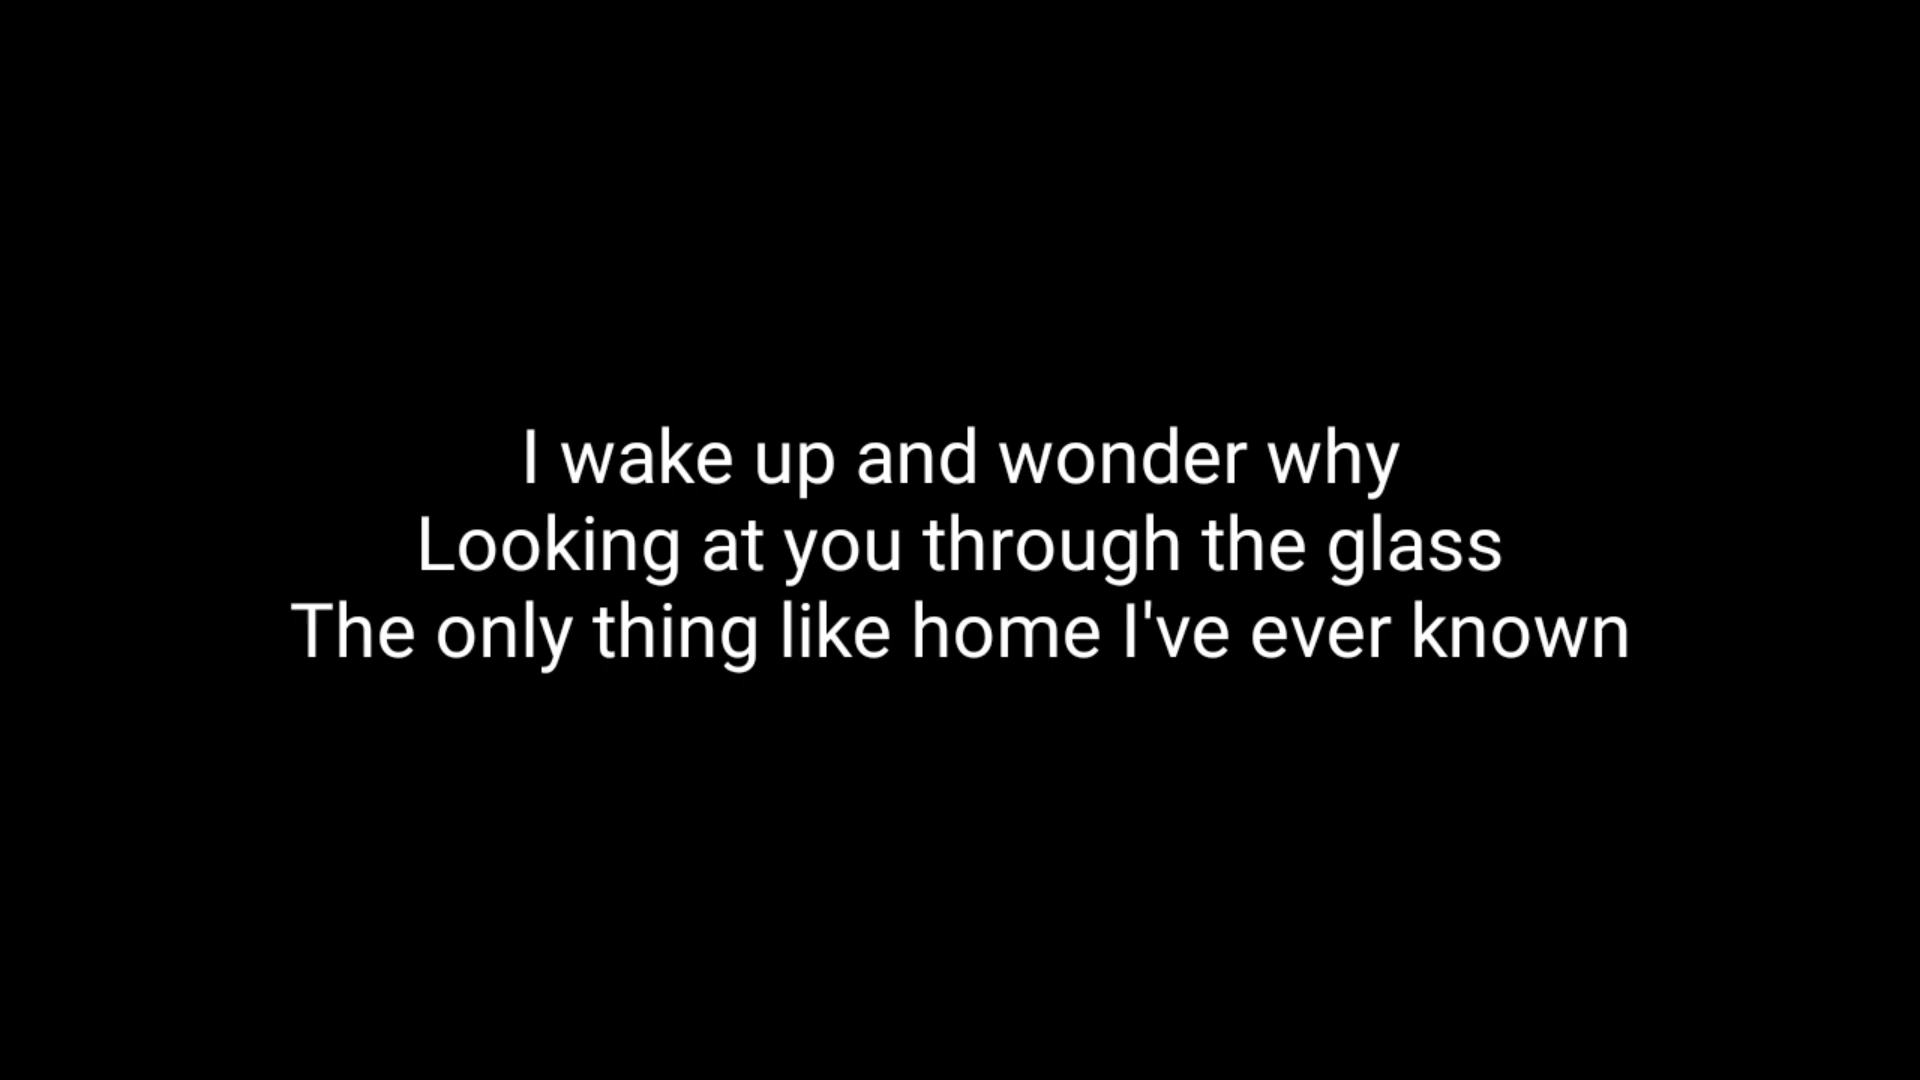 I wake up and wonder why
Looking at you through the glass
The only thing like home I've ever known